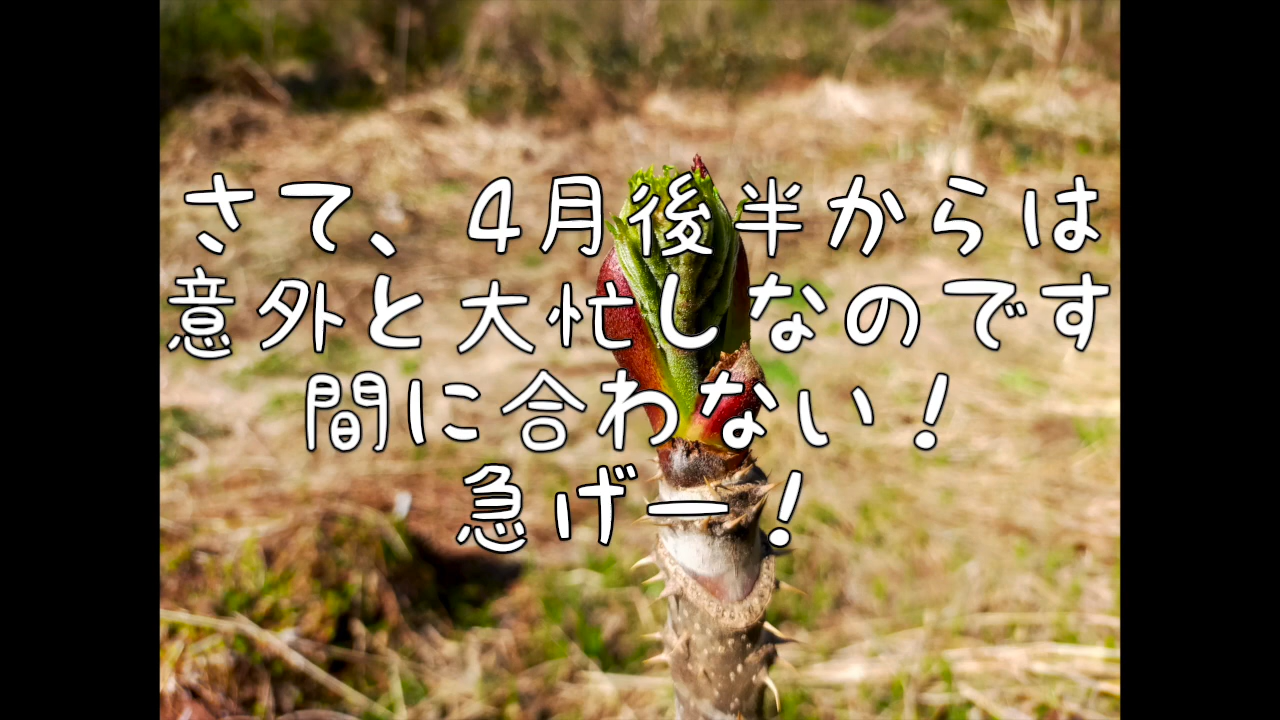 さて、4月後半からは
意外と大忙しなのです
間に合わない！
急げー！